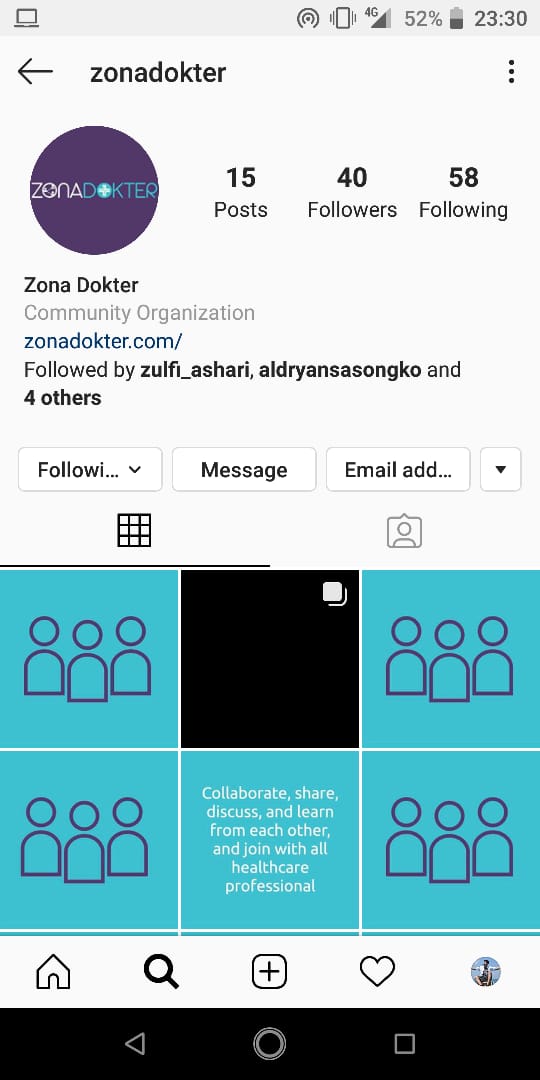 4G 52% 23:30
zonadokter
ZONADOKTER
15 40 58
Posts Followers Following
Zona Dokter
Community Organization
zonadokter.com/
Followed by zulfi_ashari, aldryansasongko and
4 others
Followi... Message Email add...
Collaborate, share,
discuss, and learn
from each other,
and join with all
healthcare
professional